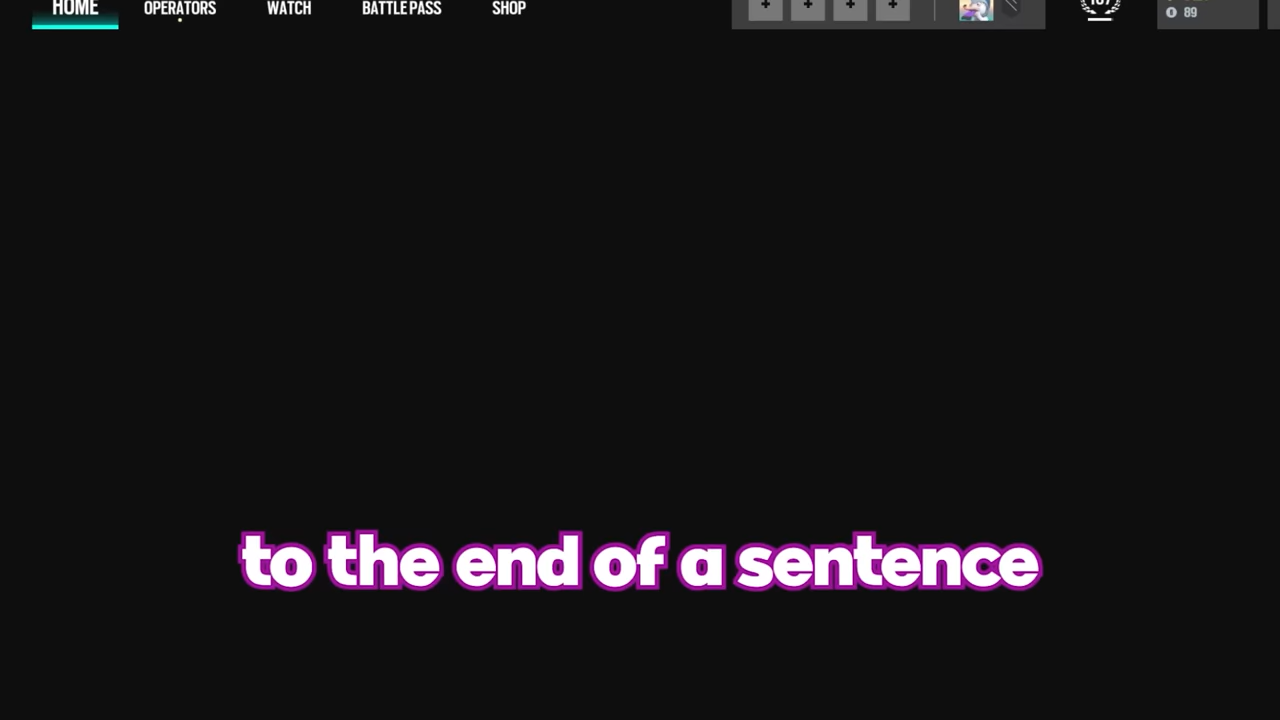 HOME OPERATORS WATCH BATTLE PASS SHOP
89
to the end of a sentence